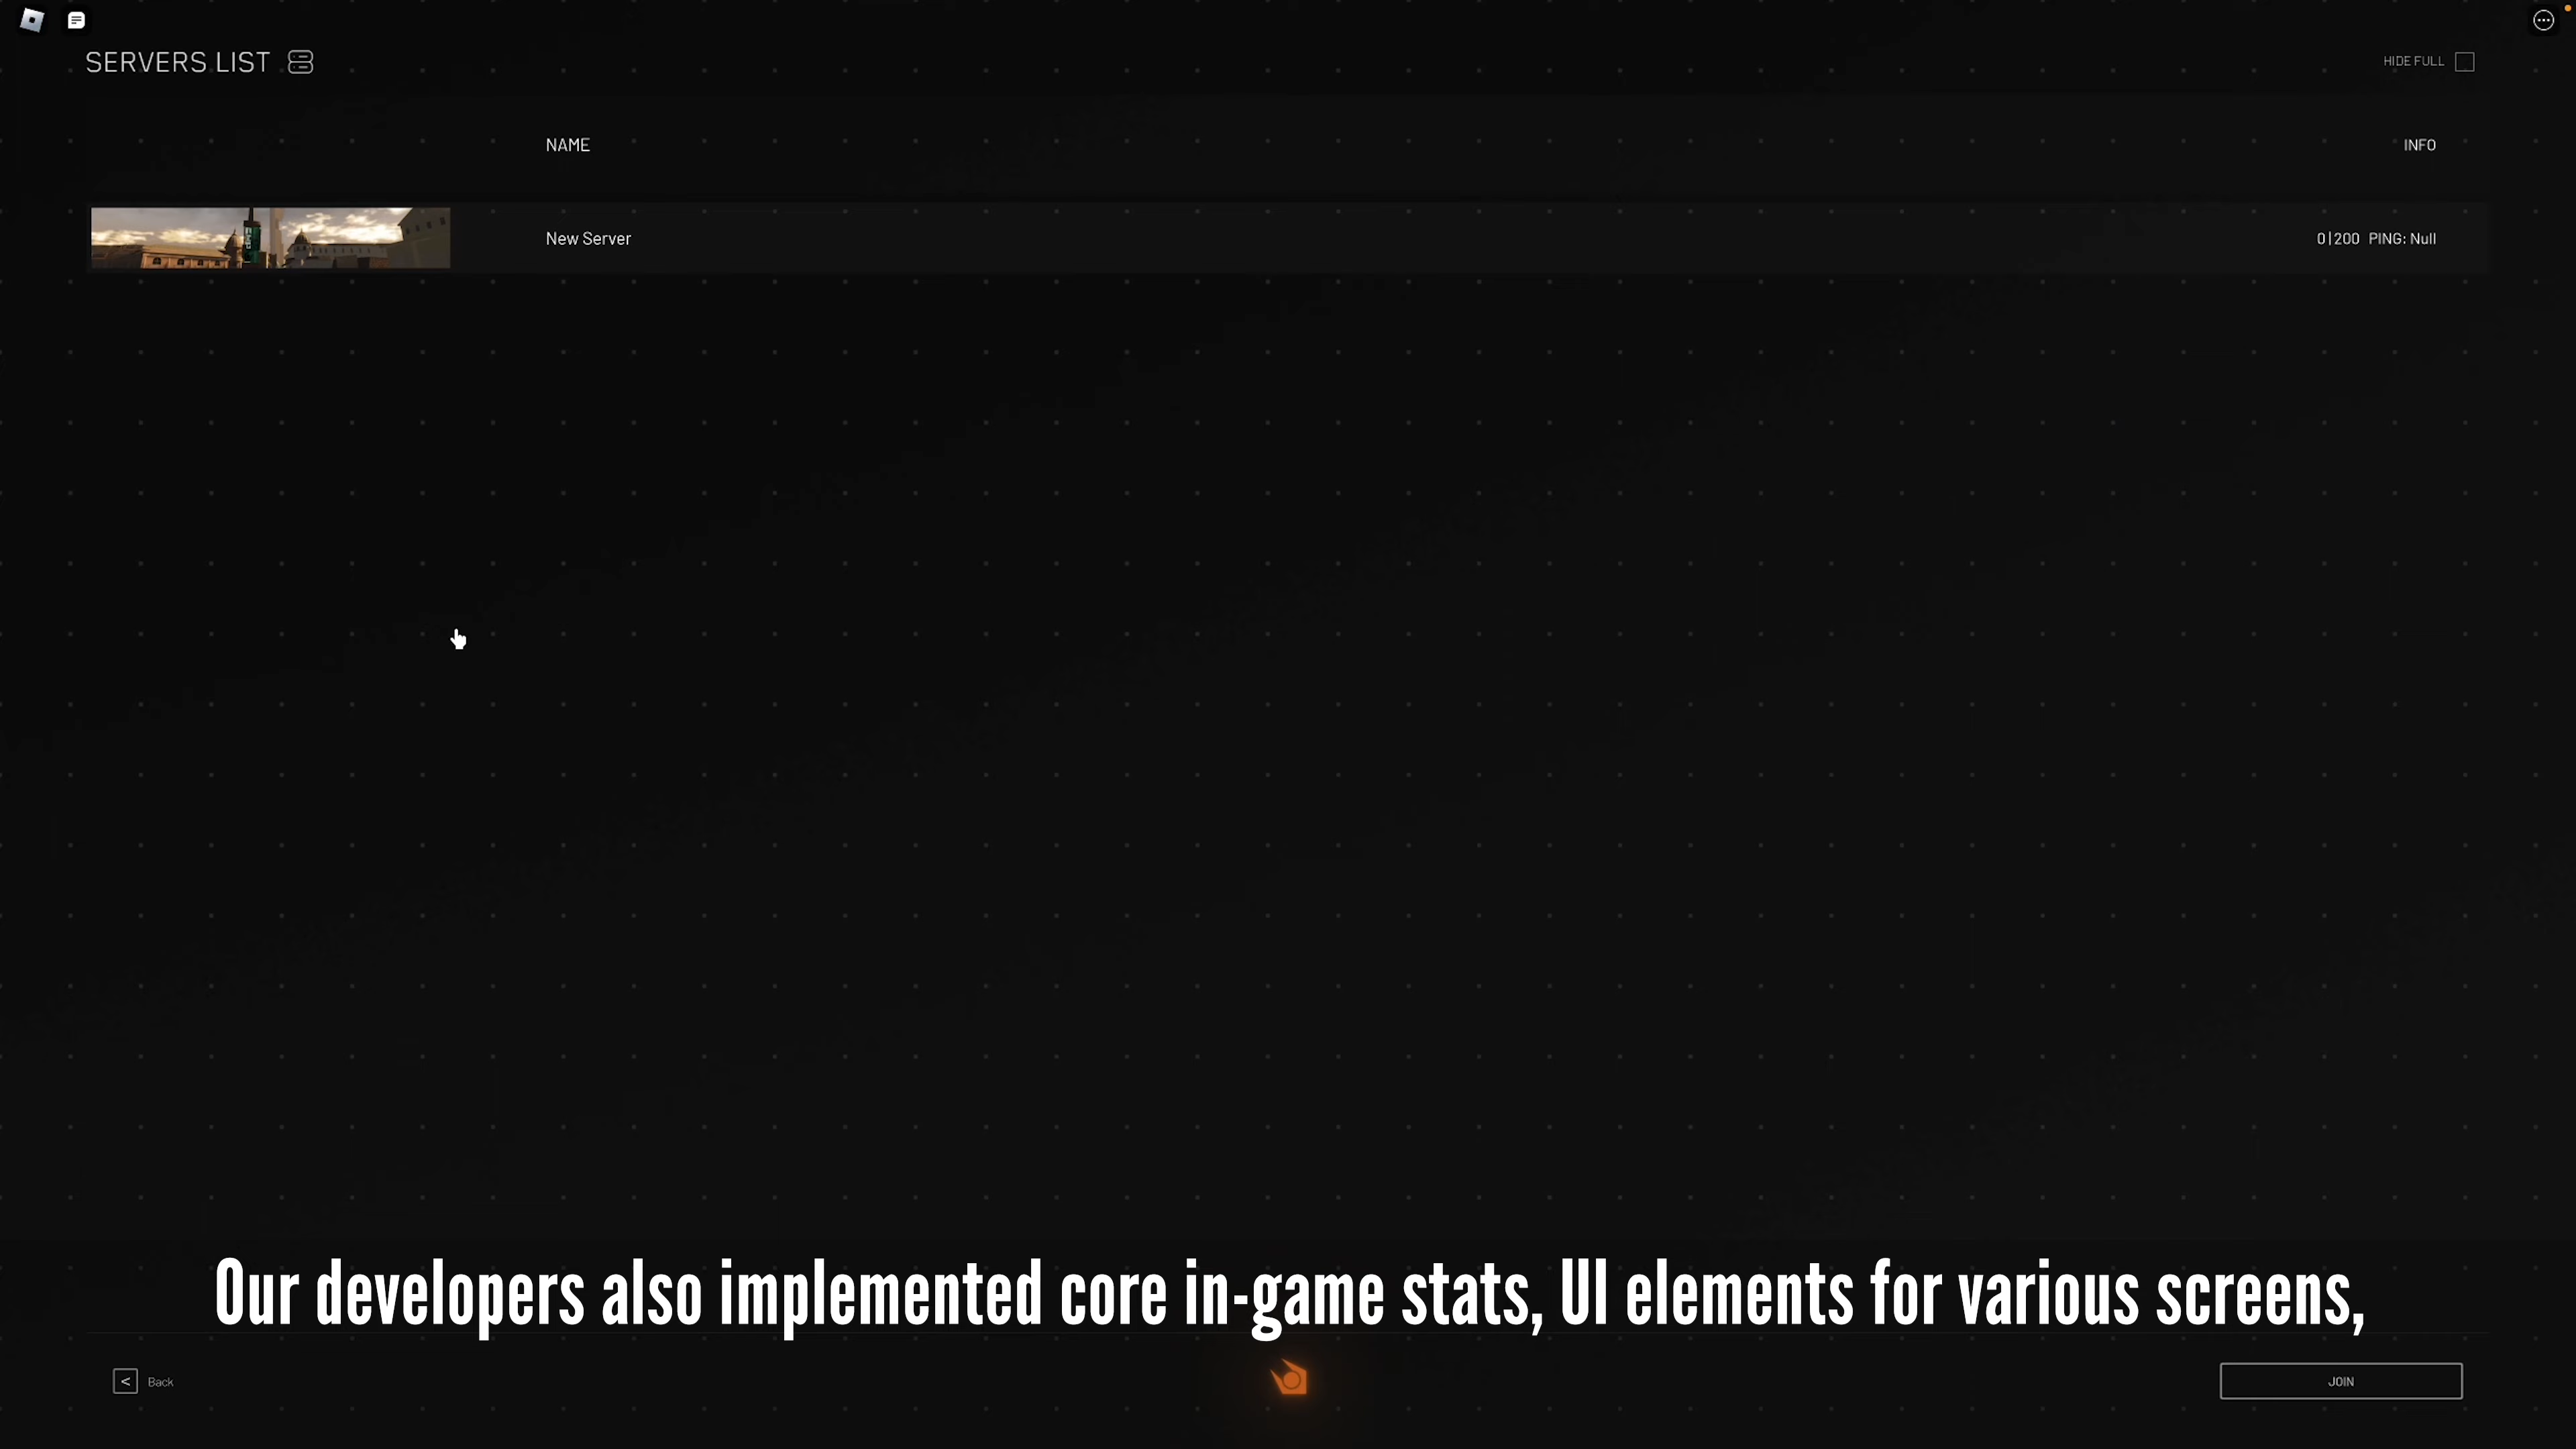 SERVERS LIST
HIDE FULL
NAME
INFO
New Server
0|200 PING: Null
Our developers also implemented core in-game stats, UI elements for various screens,
< Back
JOIN